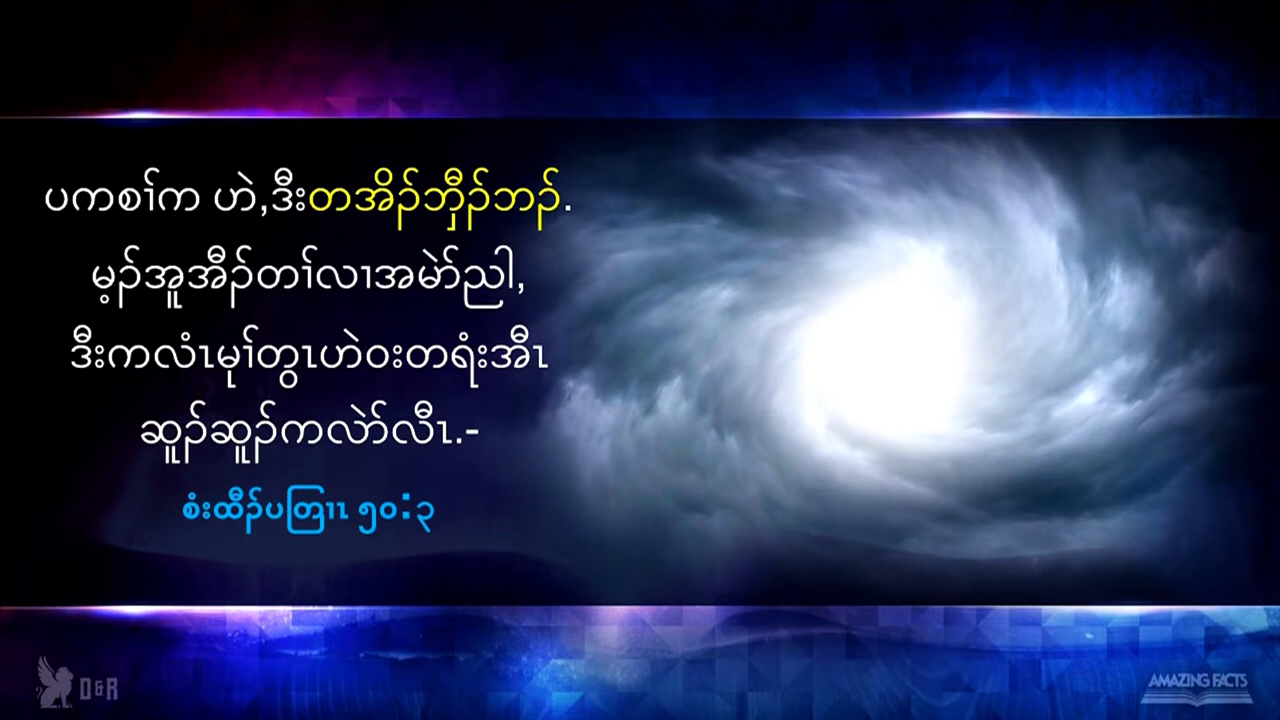 ပကစၢ်က ဟဲ,ဒီးတအိၣ်ဘှီၣ်ဘၣ်.
မ့ၣ်အူအီၣ်တၢ်လၢအမဲာ်ညါ,
ဒီးကလံၤမုၢ်တွၤဟဲဝးတရံးအီၤ
ဆူၣ်ဆူၣ်ကလဲာ်လီၤ.-
စံးထီၣ်ပတြၢၤ ၅၀း၃
D&R
AMAZING FACTS